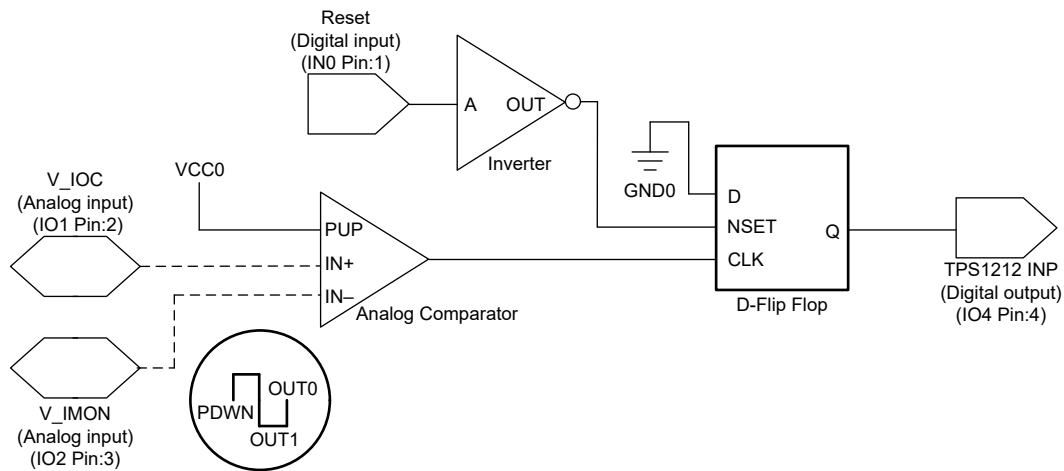 Reset
(Digital input)
(IN0 Pin:1)
A
OUT
Inverter
VCC0
V_IOC
(Analog input)
(IO1 Pin:2)
PUP
IN+
IN–
Analog Comparator
GND0
D
NSET
CLK
Q
D-Flip Flop
TPS1212 INP
(Digital output)
(IO4 Pin:4)
V_IMON
(Analog input)
(IO2 Pin:3)
PDWN
OUT0
OUT1